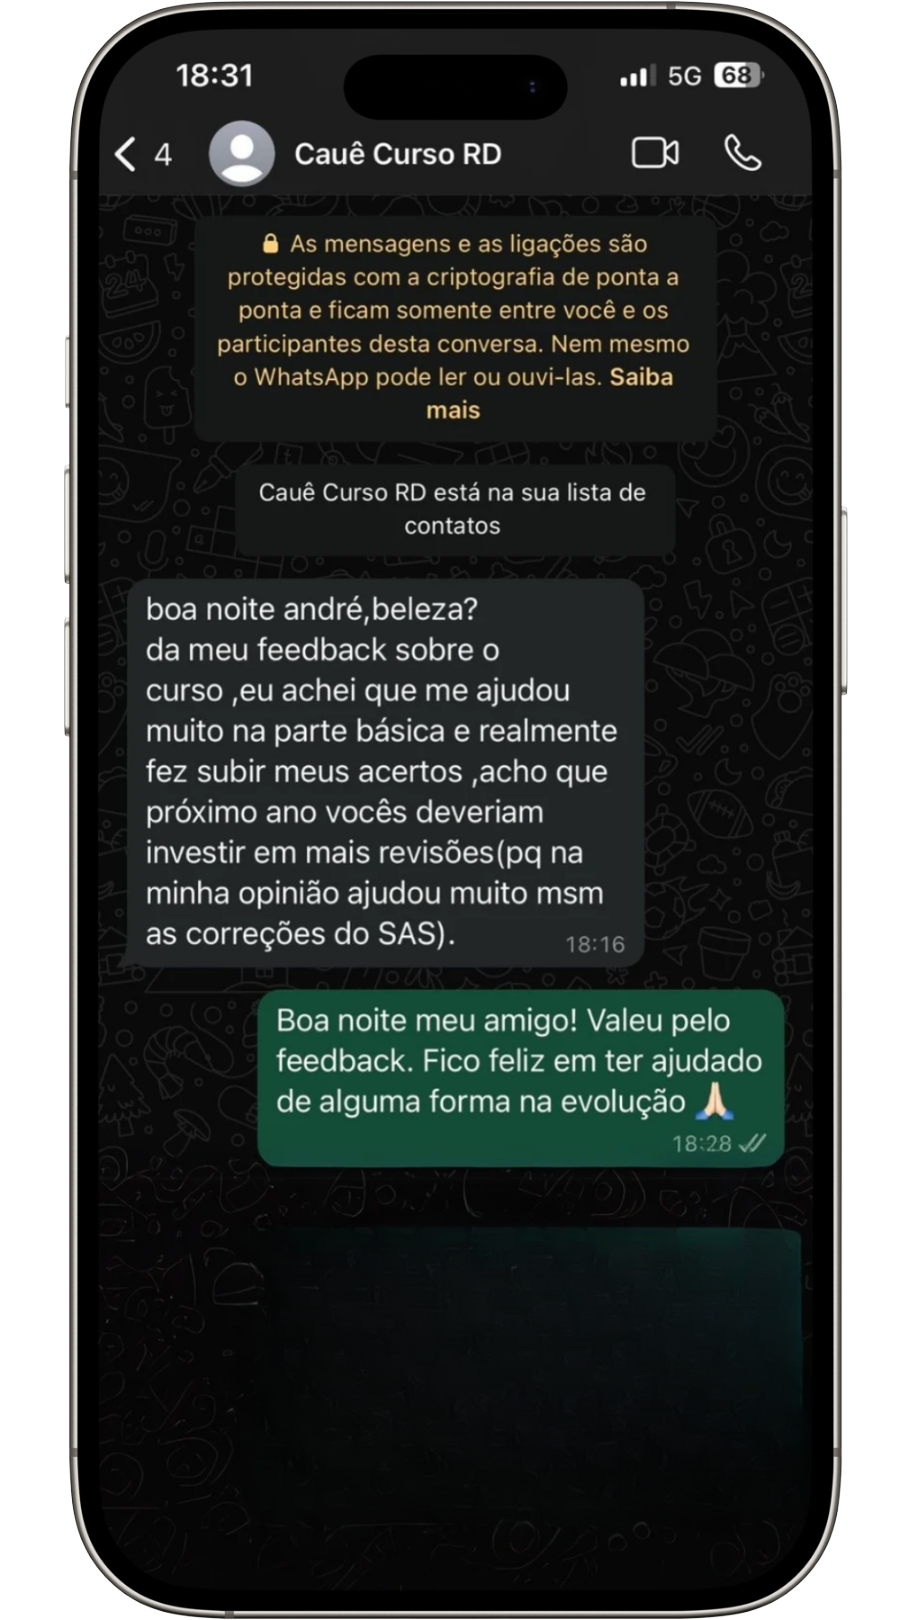 18:31
5G
68
4
Cauê Curso RD
As mensagens e as ligações são
protegidas com a criptografia de ponta a
ponta e ficam somente entre você e os
participantes desta conversa. Nem mesmo
o WhatsApp pode ler ou ouvi-las. Saiba
mais
Cauê Curso RD está na sua lista de
contatos
boa noite andré,beleza?
da meu feedback sobre o
curso ,eu achei que me ajudou
muito na parte básica e realmente
fez subir meus acertos ,acho que
próximo ano vocês deveriam
investir em mais revisões(pq na
minha opinião ajudou muito msm
as correções do SAS).
18:16
Boa noite meu amigo! Valeu pelo
feedback. Fico feliz em ter ajudado
de alguma forma na evolução 🙏🏻
18:28